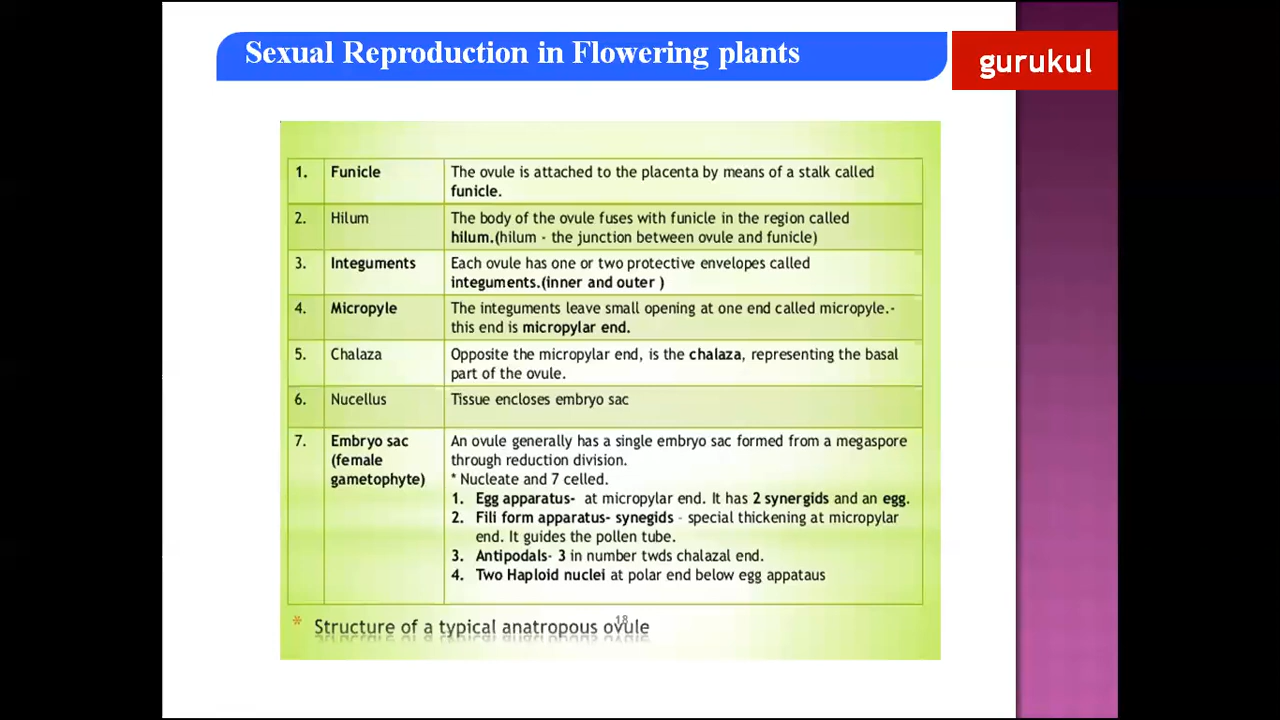 Sexual Reproduction in Flowering plants
gurukul
1. Funicle The ovule is attached to the placenta by means of a stalk called
funicle.
2. Hilum The body of the ovule fuses with funicle in the region called
hilum.(hilum - the junction between ovule and funicle)
3. Integuments Each ovule has one or two protective envelopes called
integuments.(inner and outer )
4. Micropyle The integuments leave small opening at one end called micropyle.-
this end is micropylar end.
5. Chalaza Opposite the micropylar end, is the chalaza, representing the basal
part of the ovule.
6. Nucellus Tissue encloses embryo sac
7. Embryo sac An ovule generally has a single embryo sac formed from a megaspore
(female through reduction division.
gametophyte) * Nucleate and 7 celled.
1. Egg apparatus- at micropylar end. It has 2 synergids and an egg.
2. Fili form apparatus- synegids - special thickening at micropylar
end. It guides the pollen tube.
3. Antipodals- 3 in number twds chalazal end.
4. Two Haploid nuclei at polar end below egg appataus
* Structure of a typical anatropous ovule
18